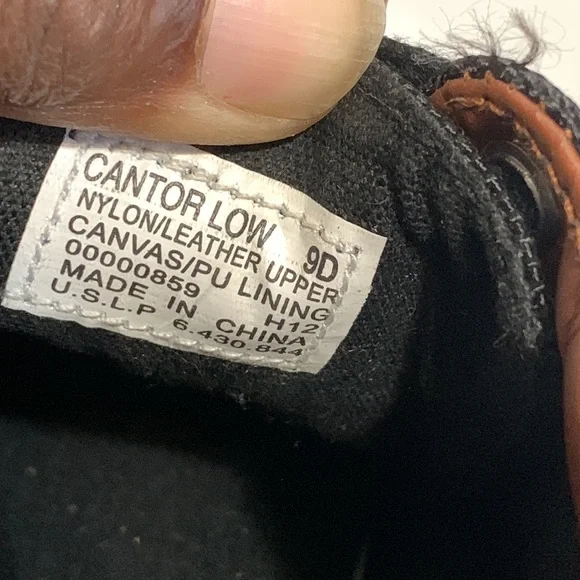 CANTOR LOW 9D
NYLON/LEATHER UPPER
CANVAS/PU LINING
00000859 H12
MADE IN CHINA
U.S.L.P 6.430.844